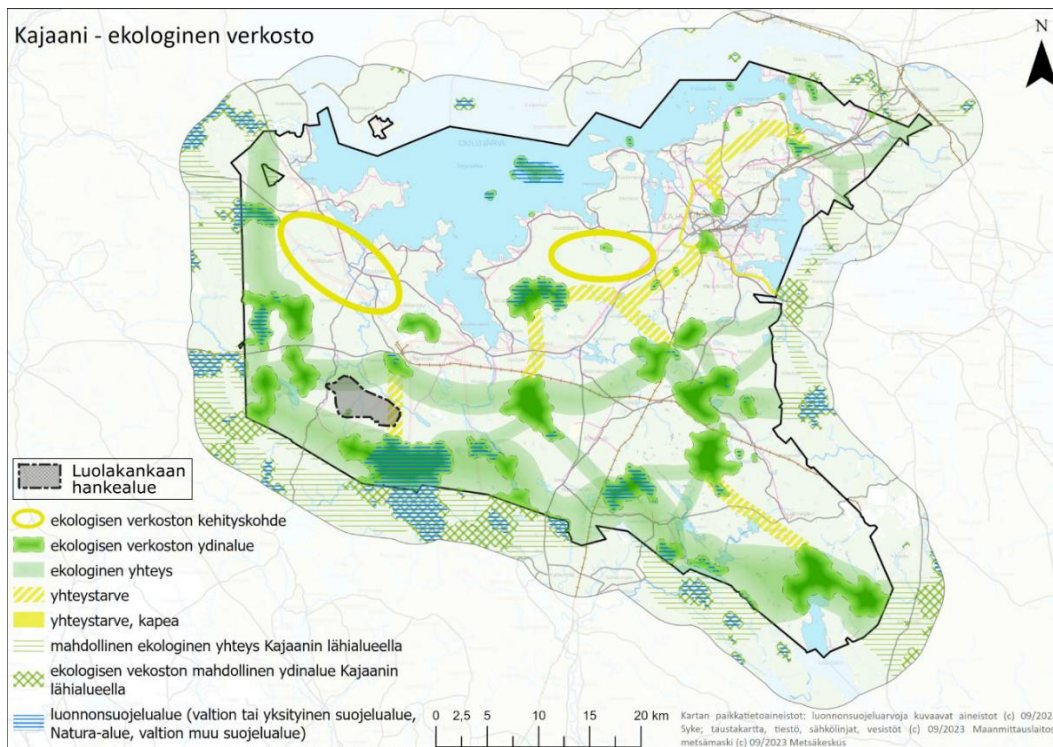 Kajaani - ekologinen verkosto
N
Luolakankaan
hankealue
ekologisen verkoston kehityskohde
ekologisen verkoston ydinalue
ekologinen yhteys
yhteystarve
yhteystarve, kapea
mahdollinen ekologinen yhteys Kajaanin lähialueella
ekologisen vekoston mahdollinen ydinalue Kajaanin
lähialueella
luonnonsuojelualue (valtion tai yksityinen suojelualue,
Natura-alue, valtion muu suojelualue)
0 2,5 5 10 15 20 km
Kartan paikkatietoaineistot: luonnonsuojeluarvoja kuvaavat aineistot (c) 09/202
Syke; taustakartta, tiestö, sähkölinjat, vesistöt (c) 09/2023 Maanmittauslaitos
metsämaski (c) 09/2023 Metsäkeskus